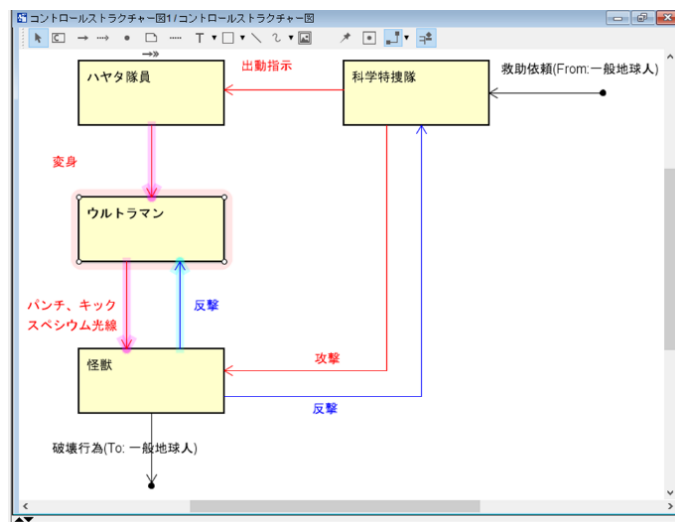 コントロールストラクチャー図1/コントロールストラクチャー図
ハヤタ隊員
出動指示
科学特捜隊
救助依頼(From:一般地球人)
変身
ウルトラマン
パンチ、キック
スペシウム光線
反撃
怪獣
攻撃
反撃
破壊行為(To: 一般地球人)